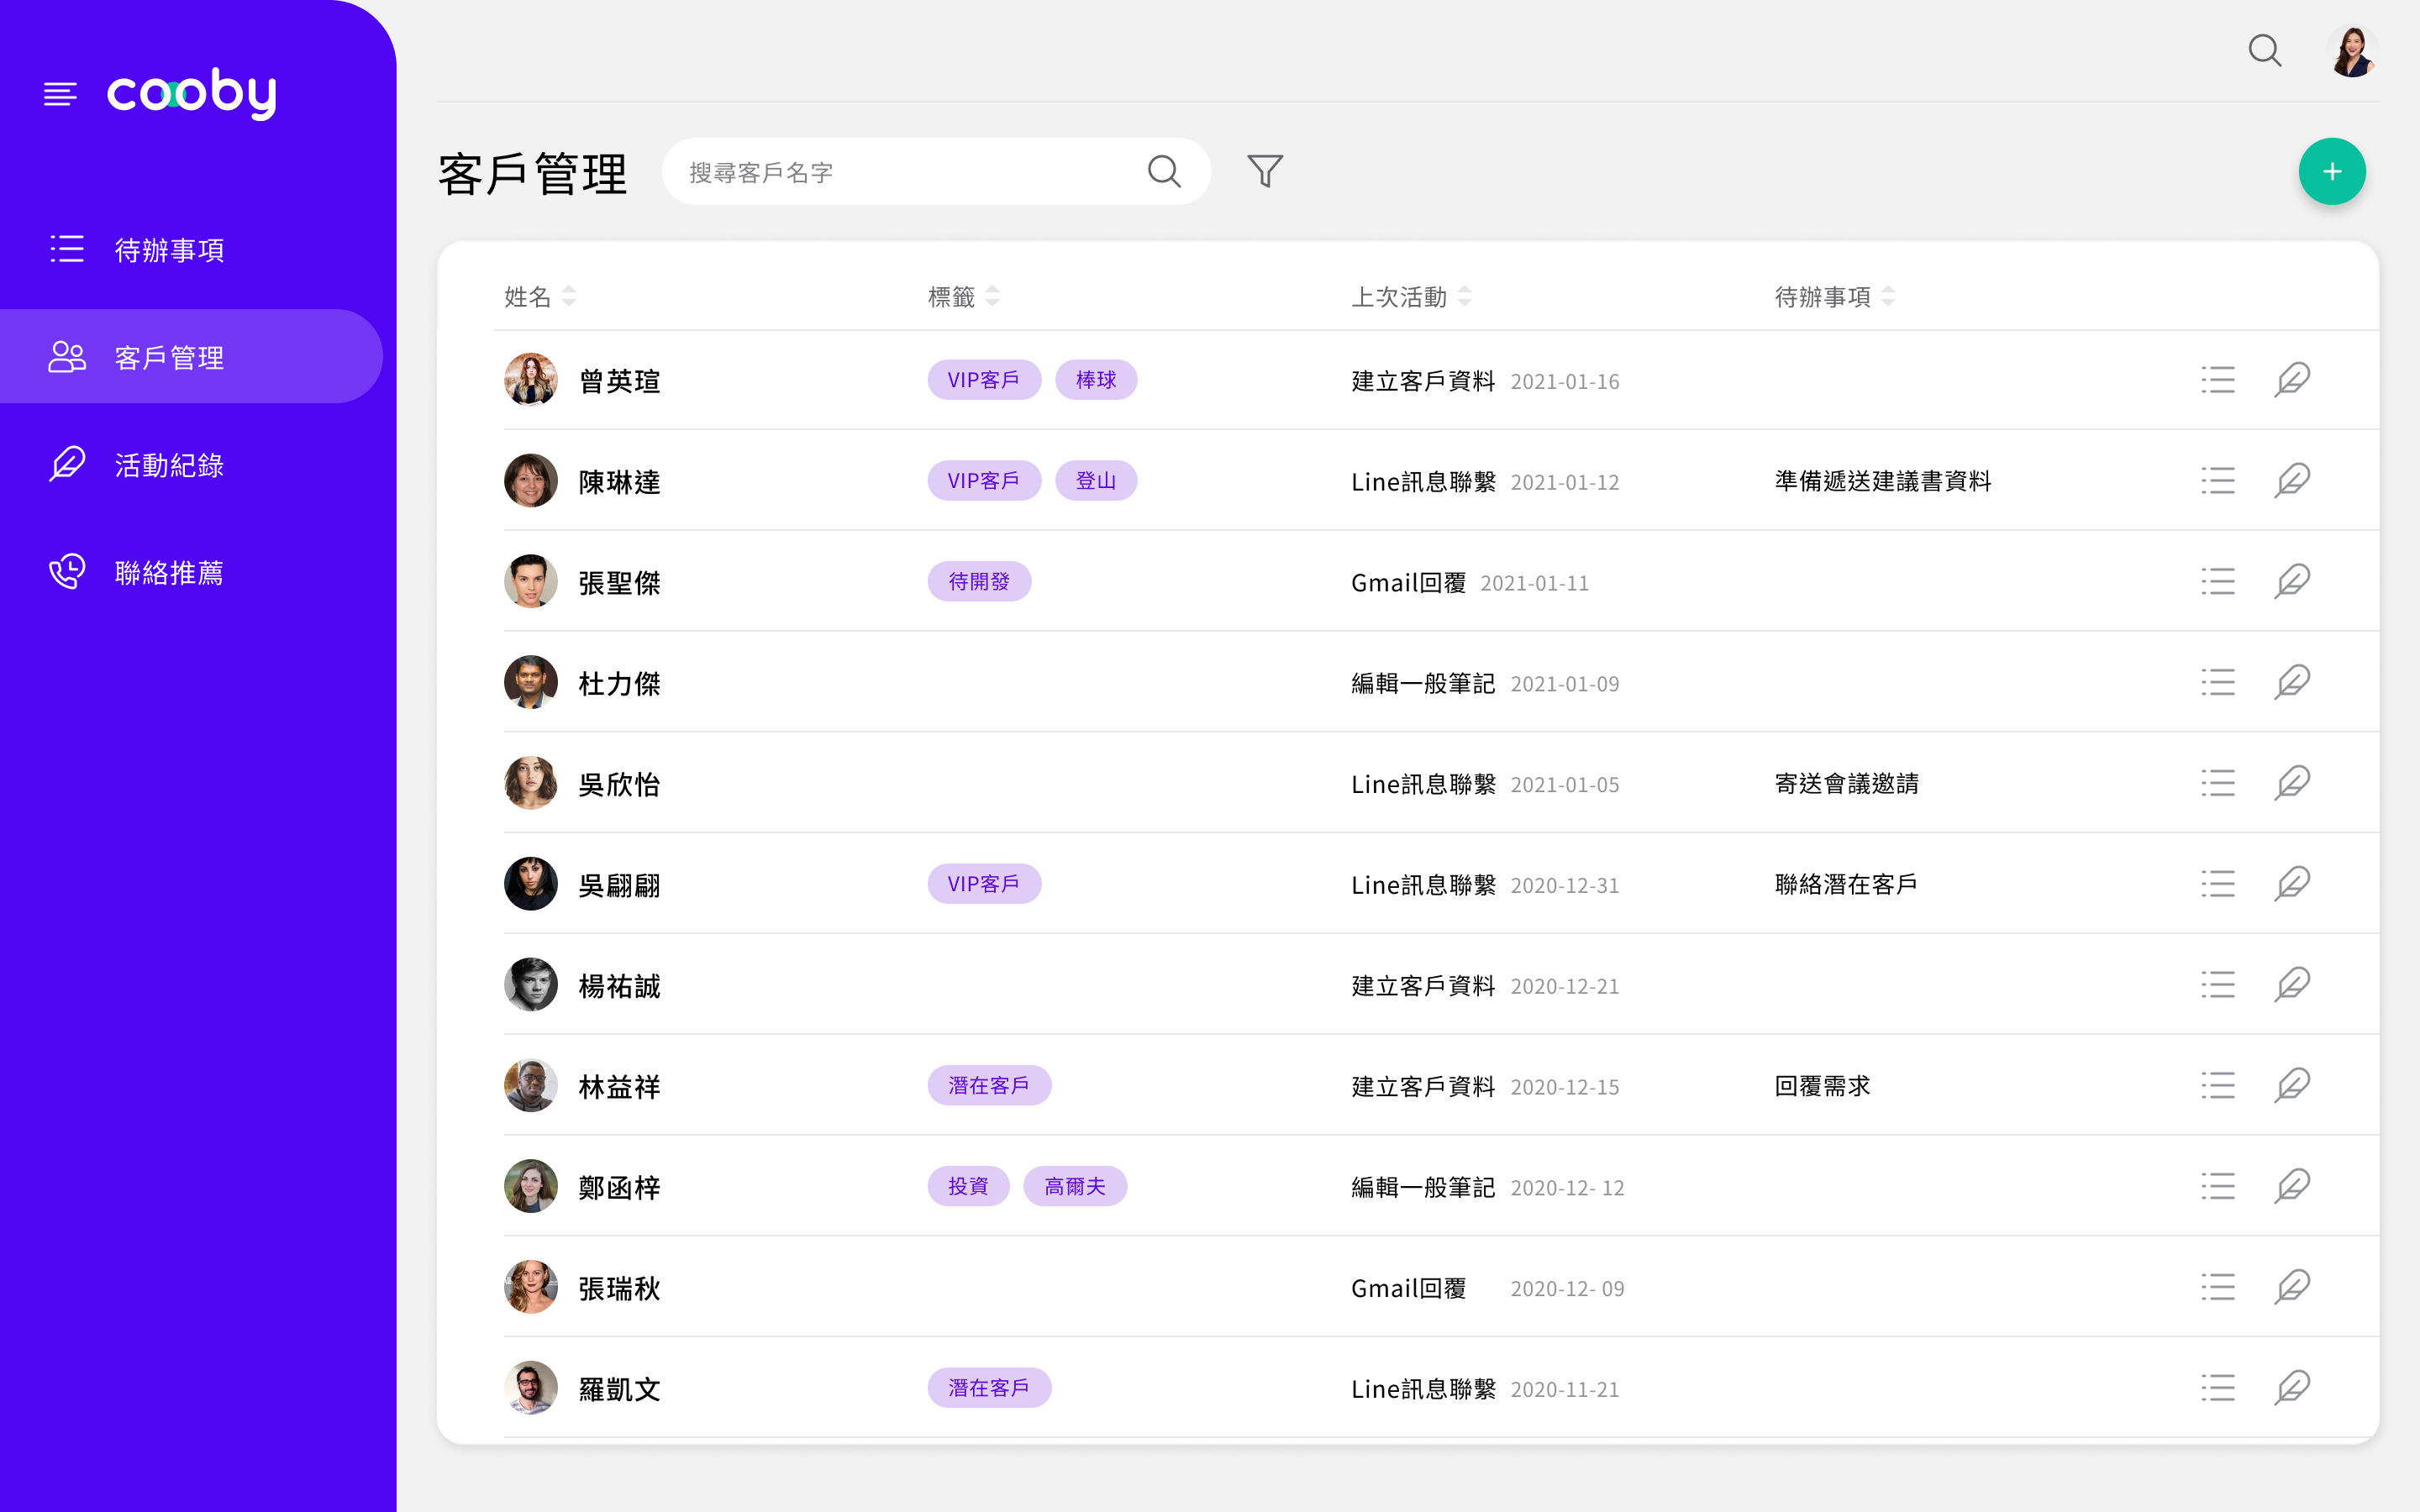 cooby
待辦事項
客戶管理
活動紀錄
聯絡推薦
客戶管理 搜尋客戶名字
姓名 標籤 上次活動 待辦事項
曾英瑄 VIP客戶 棒球 建立客戶資料 2021-01-16
陳琳達 VIP客戶 登山 Line訊息聯繫 2021-01-12 準備遞送建議書資料
張聖傑 待開發 Gmail回覆 2021-01-11
杜力傑 編輯一般筆記 2021-01-09
吳欣怡 Line訊息聯繫 2021-01-05 寄送會議邀請
吳翩翩 VIP客戶 Line訊息聯繫 2020-12-31 聯絡潛在客戶
楊祐誠 建立客戶資料 2020-12-21
林益祥 潛在客戶 建立客戶資料 2020-12-15 回覆需求
鄭函梓 投資 高爾夫 編輯一般筆記 2020-12- 12
張瑞秋 Gmail回覆 2020-12- 09
羅凱文 潛在客戶 Line訊息聯繫 2020-11-21